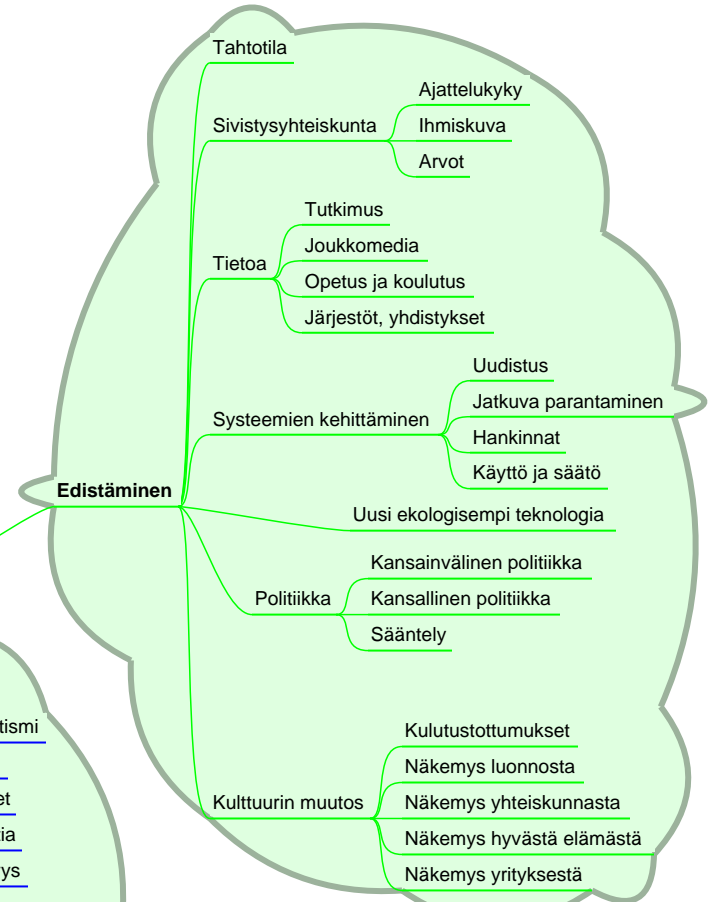 Tahtotila
Sivistysyhteiskunta
Ajattelukyky
Ihmiskuva
Arvot
Tietoa
Tutkimus
Joukkomedia
Opetus ja koulutus
Järjestöt, yhdistykset
Systeemien kehittäminen
Uudistus
Jatkuva parantaminen
Hankinnat
Käyttö ja säätö
Edistäminen
Uusi ekologisempi teknologia
Politiikka
Kansainvälinen politiikka
Kansallinen politiikka
Sääntely
Kulttuurin muutos
Kulutustottumukset
Näkemys luonnosta
Näkemys yhteiskunnasta
Näkemys hyvästä elämästä
Näkemys yrityksestä